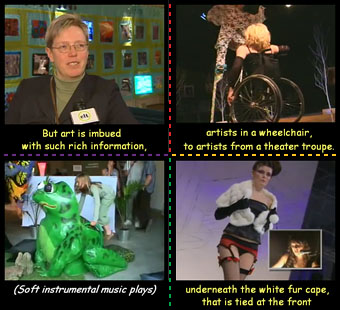 But art is imbued
with such rich information,
artists in a wheelchair,
to artists from a theater troupe.
(Soft instrumental music plays)
underneath the white fur cape,
that is tied at the front